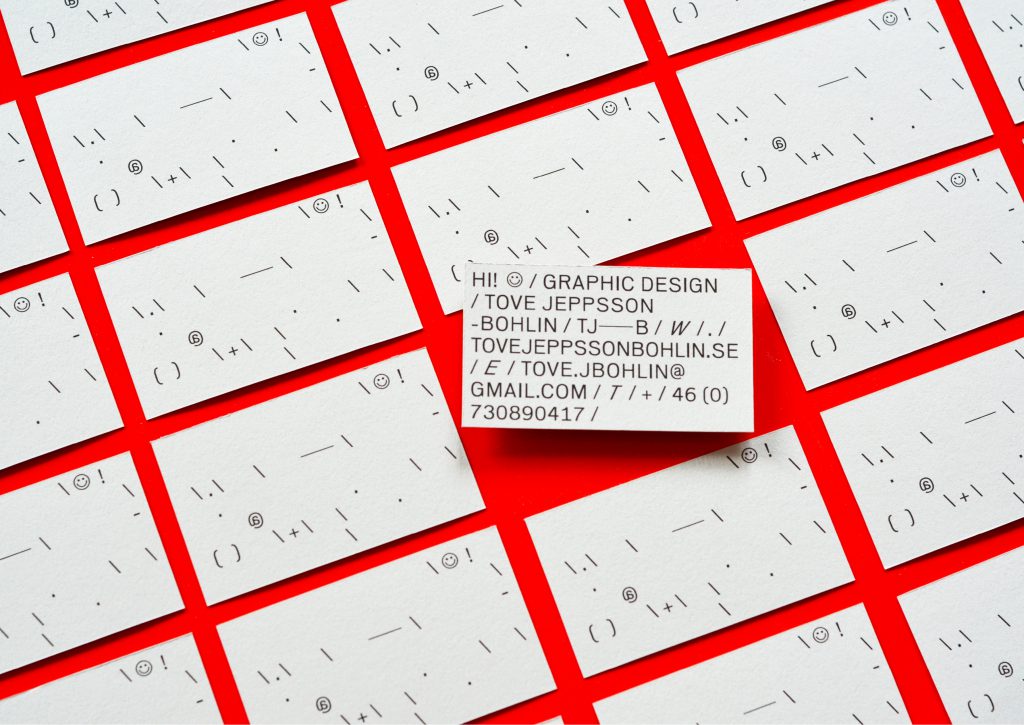 HI! ☺ / GRAPHIC DESIGN
/ TOVE JEPPSSON
-BOHLIN / TJ——B / W / . /
TOVEJEPPSSONBOHLIN.SE
/ E / TOVE.JBOHLIN@
GMAIL.COM / T / + / 46 (0)
730890417 /